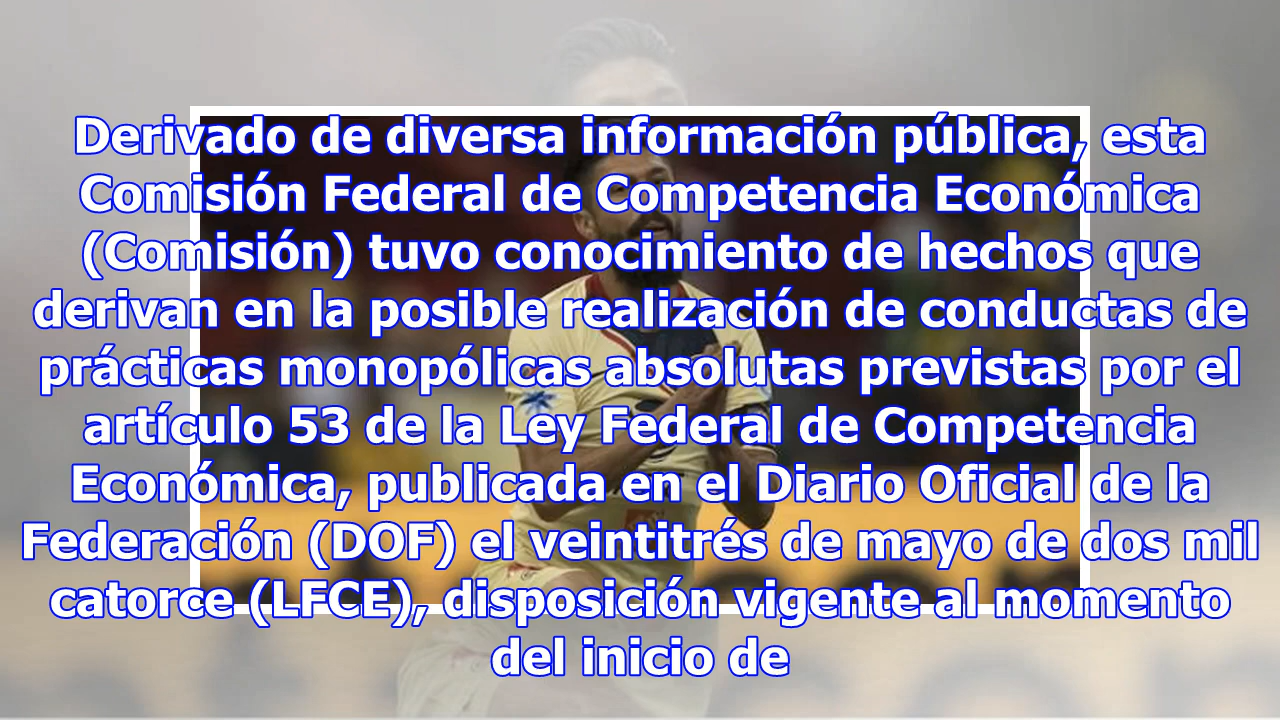 Derivado de diversa información pública, esta
Comisión Federal de Competencia Económica
(Comisión) tuvo conocimiento de hechos que
derivan en la posible realización de conductas de
prácticas monopólicas absolutas previstas por el
artículo 53 de la Ley Federal de Competencia
Económica, publicada en el Diario Oficial de la
Federación (DOF) el veintitrés de mayo de dos mil
catorce (LFCE), disposición vigente al momento
del inicio de